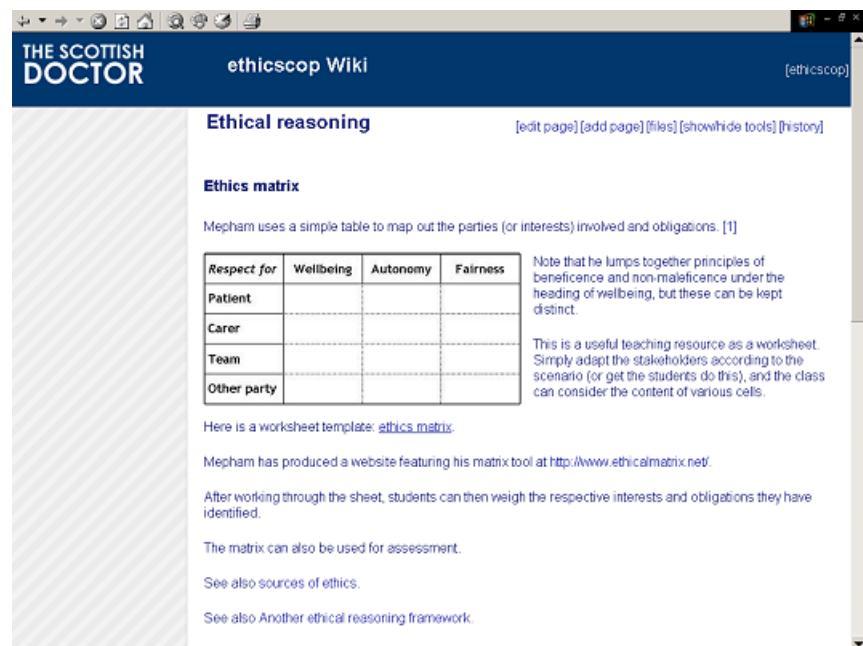 THE SCOTTISH
DOCTOR
ethicscop Wiki
[ethicscop]
Ethical reasoning
[edit page] [add page] [files] [show/hide tools] [history]
Ethics matrix
Mepham uses a simple table to map out the parties (or interests) involved and obligations. [1]
Respect for Wellbeing Autonomy Fairness
Patient
Carer
Team
Other party
Note that he lumps together principles of
beneficence and non-maleficence under the
heading of wellbeing, but these can be kept
distinct.
This is a useful teaching resource as a worksheet.
Simply adapt the stakeholders according to the
scenario (or get the students do this), and the class
can consider the content of various cells.
Here is a worksheet template: ethics matrix.
Mepham has produced a website featuring his matrix tool at http://www.ethicalmatrix.net/.
After working through the sheet, students can then weigh the respective interests and obligations they have
identified.
The matrix can also be used for assessment.
See also sources of ethics.
See also Another ethical reasoning framework.